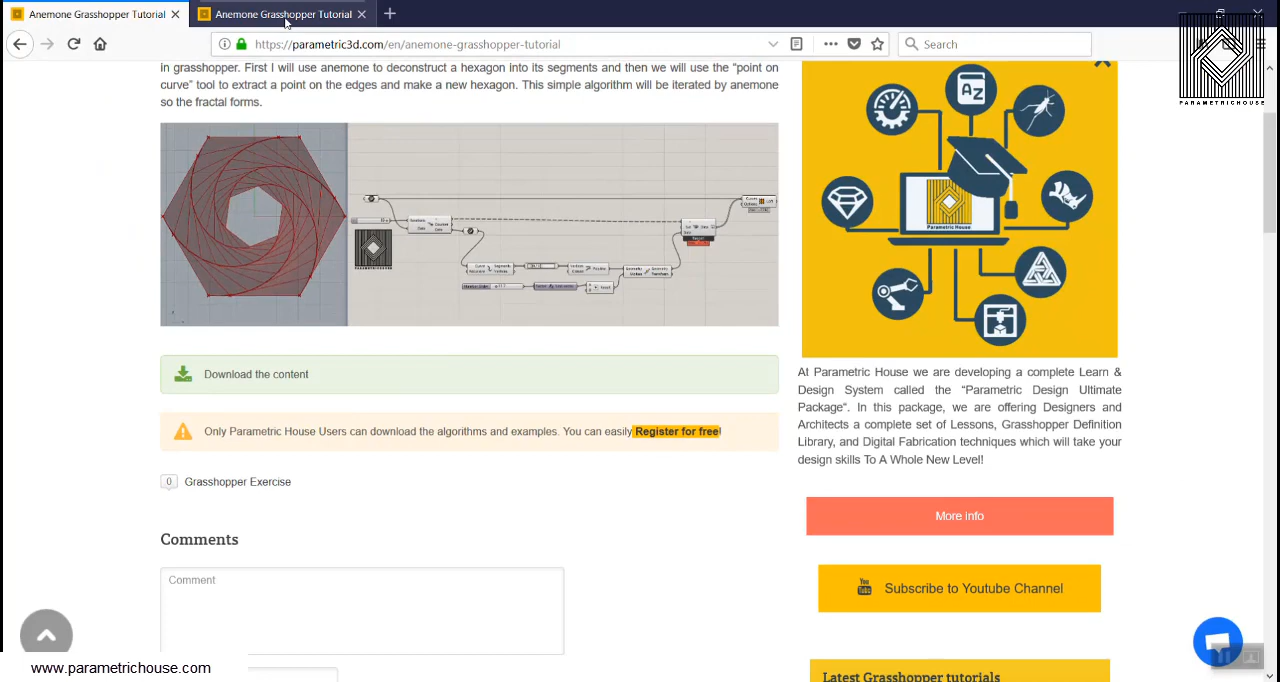 Anemone Grasshopper Tutorial
Anemone Grasshopper Tutorial
https://parametric3d.com/en/anemone-grasshopper-tutorial
Search
PARAMETRICHOUSE
in grasshopper. First I will use anemone to deconstruct a hexagon into its segments and then we will use the “point on
curve” tool to extract a point on the edges and make a new hexagon. This simple algorithm will be iterated by anemone
so the fractal forms.
AZ
Parametric House
Download the content
Only Parametric House Users can download the algorithms and examples. You can easily Register for free!
0 Grasshopper Exercise
Comments
Comment
At Parametric House we are developing a complete Learn &
Design System called the “Parametric Design Ultimate
Package“. In this package, we are offering Designers and
Architects a complete set of Lessons, Grasshopper Definition
Library, and Digital Fabrication techniques which will take your
design skills To A Whole New Level!
More info
You Tube Subscribe to Youtube Channel
Latest Grasshopper tutorials
www.parametrichouse.com